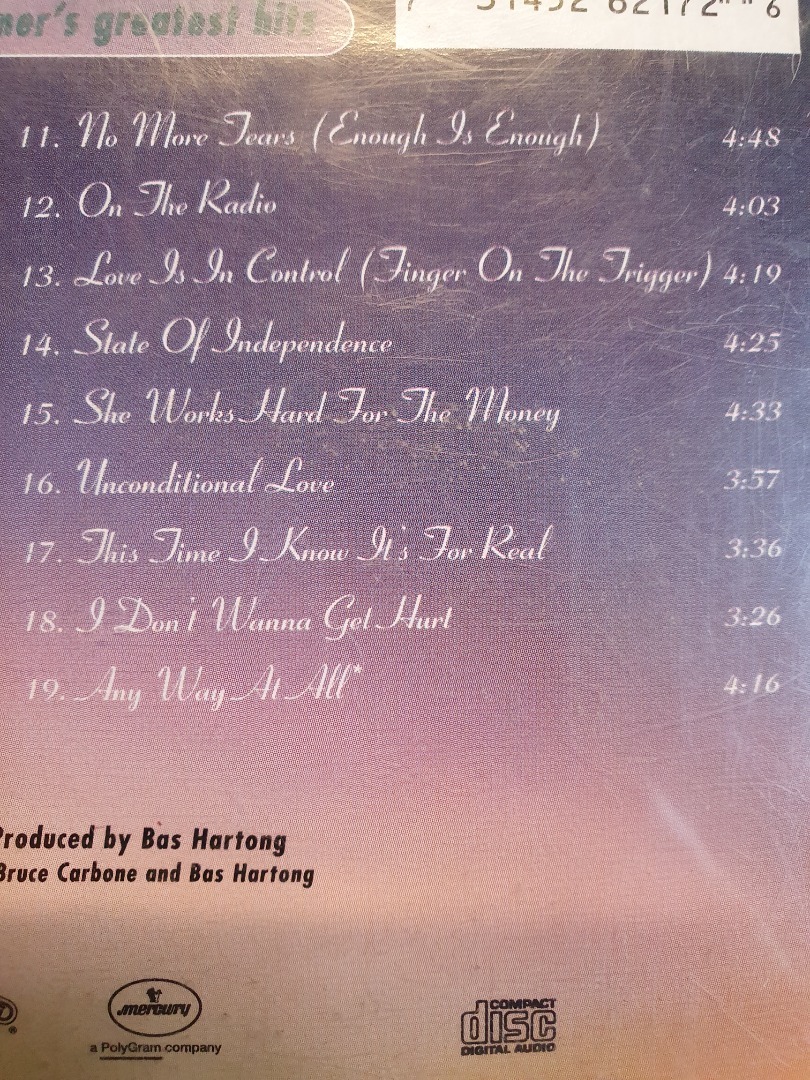 ner's greatest hits
11. No More Tears (Enough Is Enough) 4:48
12. On The Radio 4:03
13. Love Is In Control (Finger On The Trigger) 4:19
14. State Of Independence 4:25
15. She Works Hard For The Money 4:33
16. Unconditional Love 3:57
17. This Time I Know It's For Real 3:36
18. I Don't Wanna Get Hurt 3:26
19. Any Way At All* 4:16
Produced by Bas Hartong
Bruce Carbone and Bas Hartong
mercury
a PolyGram company
COMPACT
disc
DIGITAL AUDIO